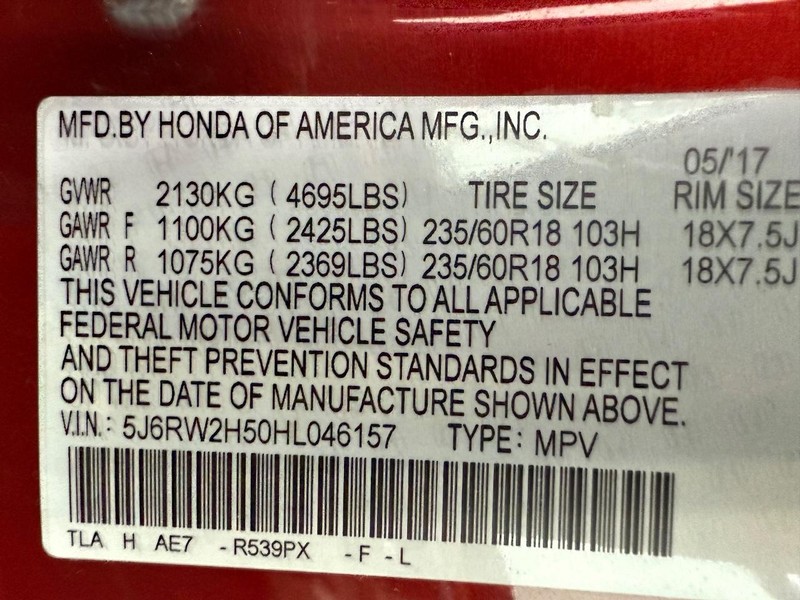 MFD.BY HONDA OF AMERICA MFG.,INC.
05/'17
GVWR 2130KG ( 4695LBS) TIRE SIZE RIM SIZE
GAWR F 1100KG ( 2425LBS) 235/60R18 103H 18X7.5J
GAWR R 1075KG ( 2369LBS) 235/60R18 103H 18X7.5J
THIS VEHICLE CONFORMS TO ALL APPLICABLE
FEDERAL MOTOR VEHICLE SAFETY
AND THEFT PREVENTION STANDARDS IN EFFECT
ON THE DATE OF MANUFACTURE SHOWN ABOVE.
V.I.N.: 5J6RW2H50HL046157 TYPE: MPV
TLA H AE7 - R539PX - F - L